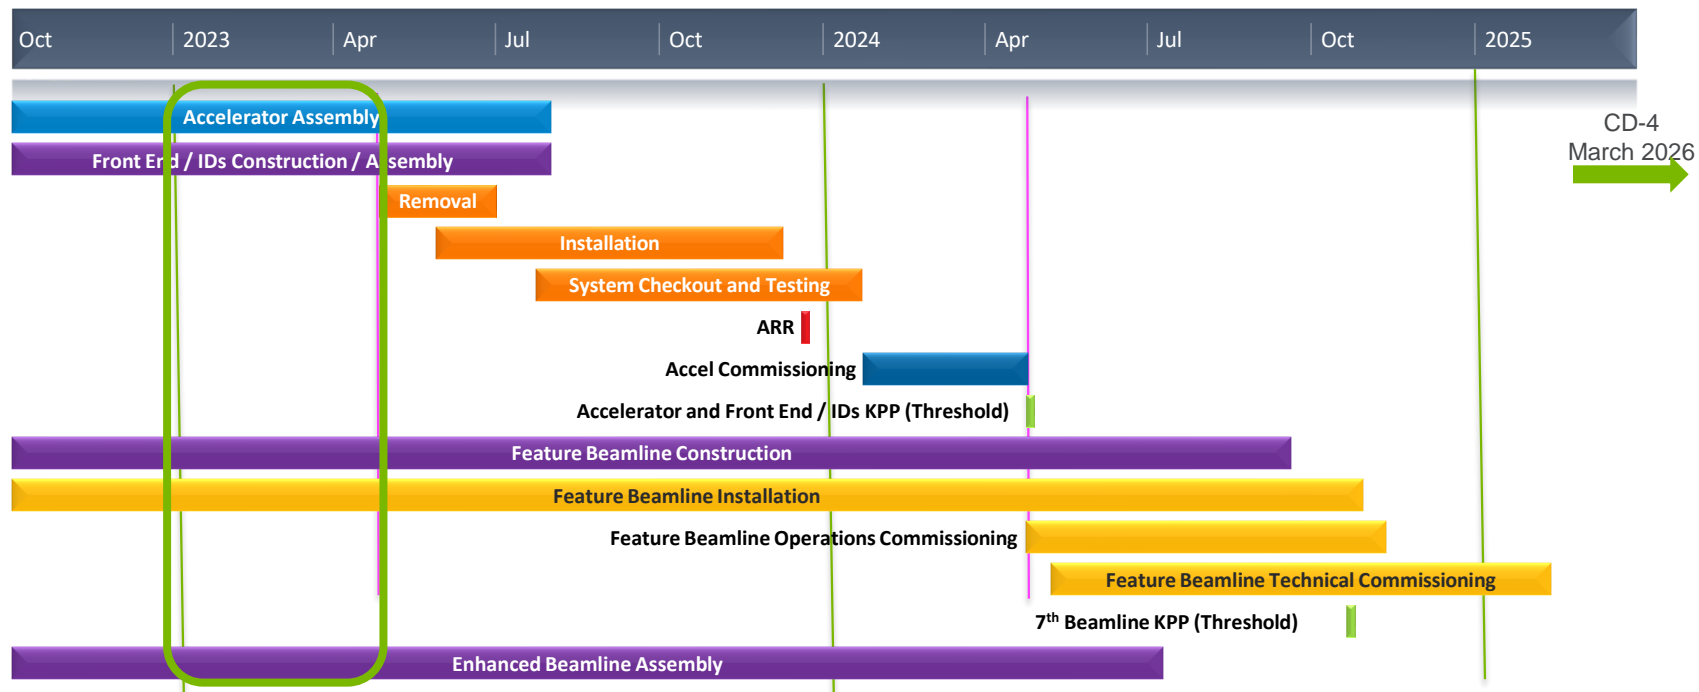 Oct 2023 Apr Jul Oct 2024 Apr Jul Oct 2025
Accelerator Assembly
CD-4
March 2026
Front End / IDs Construction / Assembly
Removal
Installation
System Checkout and Testing
ARR
Accel Commissioning
Accelerator and Front End / IDs KPP (Threshold)
Feature Beamline Construction
Feature Beamline Installation
Feature Beamline Operations Commissioning
Feature Beamline Technical Commissioning
7th Beamline KPP (Threshold)
Enhanced Beamline Assembly